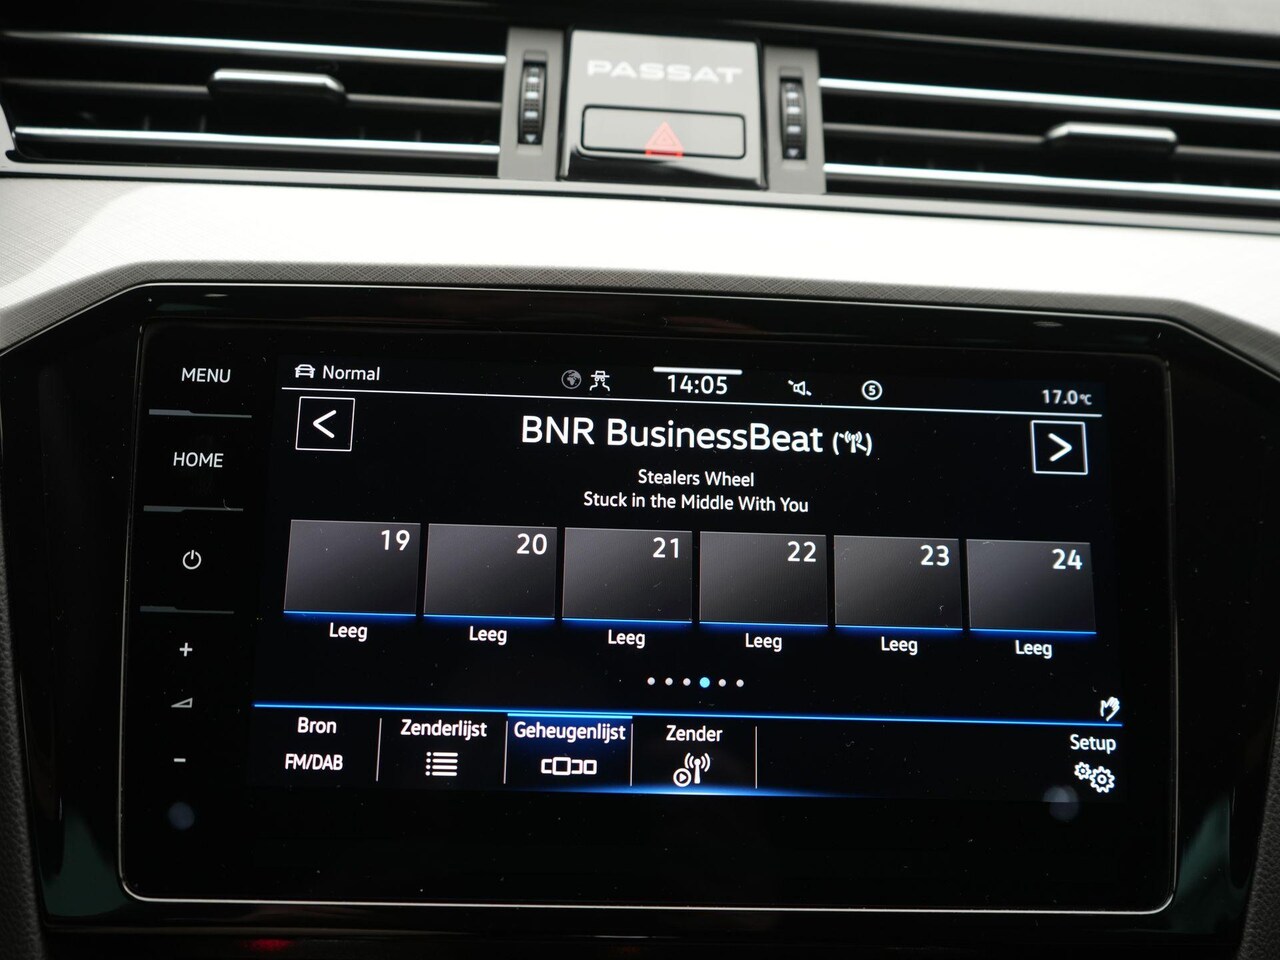 PASSAT
MENU
HOME
Normal
14:05
5
17.0°C
BNR BusinessBeat
Stealers Wheel
Stuck in the Middle With You
19
20
21
22
23
24
Leeg
Leeg
Leeg
Leeg
Leeg
Leeg
Bron
FM/DAB
Zenderlijst
Geheugenlijst
Zender
Setup